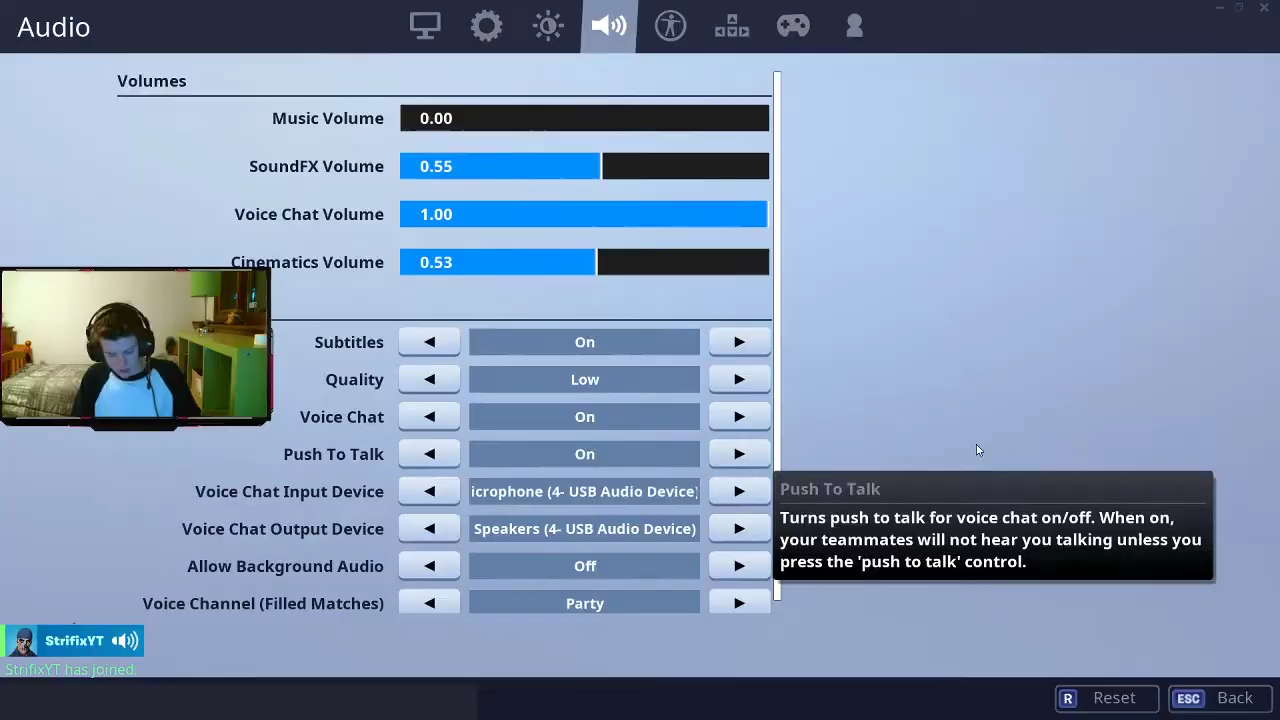 Audio
Volumes
Music Volume 0.00
SoundFX Volume 0.55
Voice Chat Volume 1.00
Cinematics Volume 0.53
Subtitles On
Quality Low
Voice Chat On
Push To Talk On
Voice Chat Input Device icrophone (4- USB Audio Device)
Voice Chat Output Device Speakers (4- USB Audio Device)
Allow Background Audio Off
Voice Channel (Filled Matches) Party
Push To Talk
Turns push to talk for voice chat on/off. When on,
your teammates will not hear you talking unless you
press the 'push to talk' control.
StrifixYT
StrifixYT has joined.
R Reset ESC Back